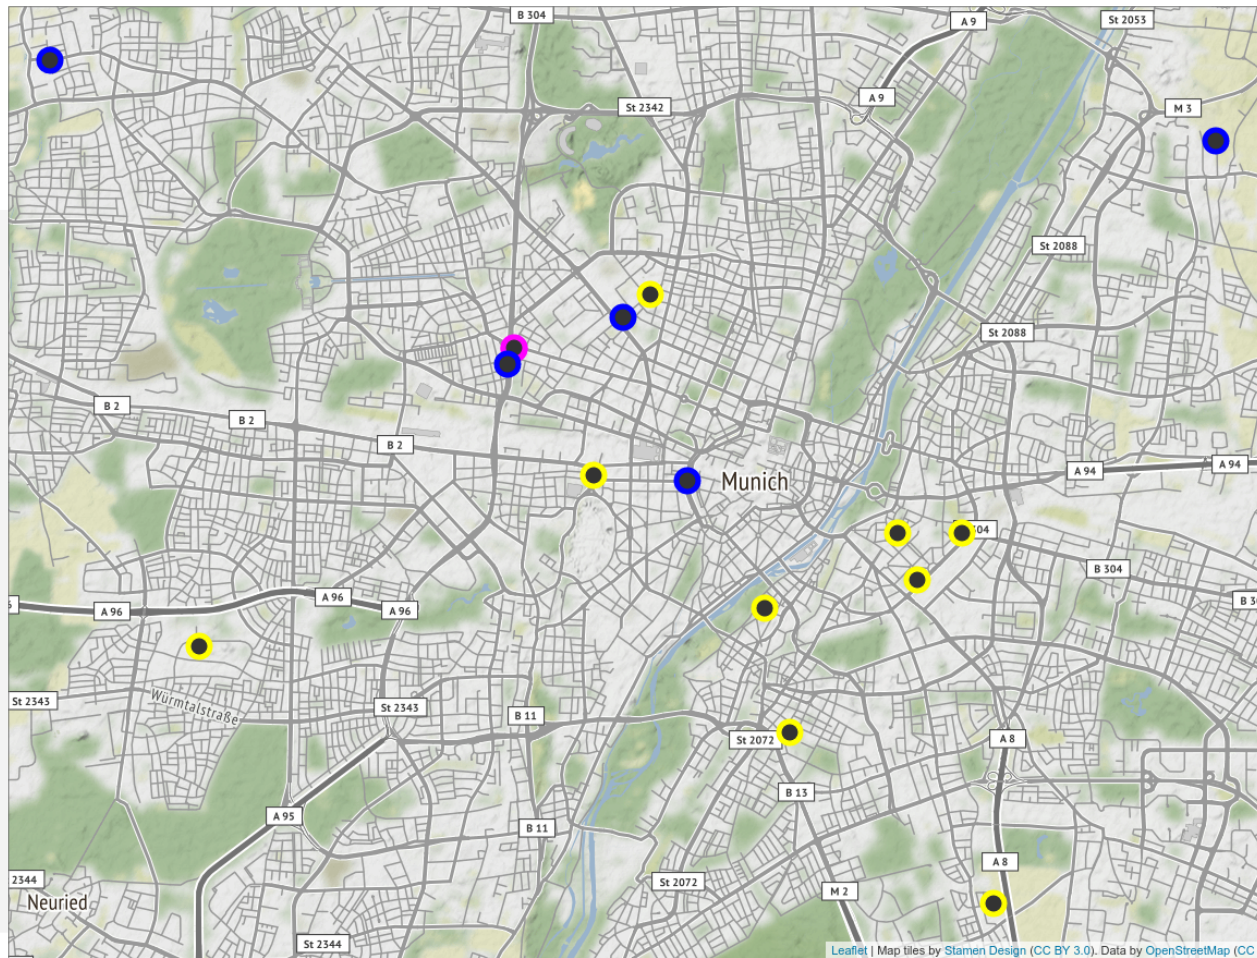 B 304
A 9
St 2053
A 9
St 2342
M 3
St 2088
St 2088
B 2
B 2
B 2
A 94
A 94
Munich
304
B 304
A 96
A 96
A 96
Würmtalstraße
St 2343
St 2343
B 11
St 2072
A 8
B 13
A 95
B 11
A 8
2344
St 2072
M 2
Neuried
St 2344
Leaflet | Map tiles by Stamen Design (CC BY 3.0). Data by OpenStreetMap (CC